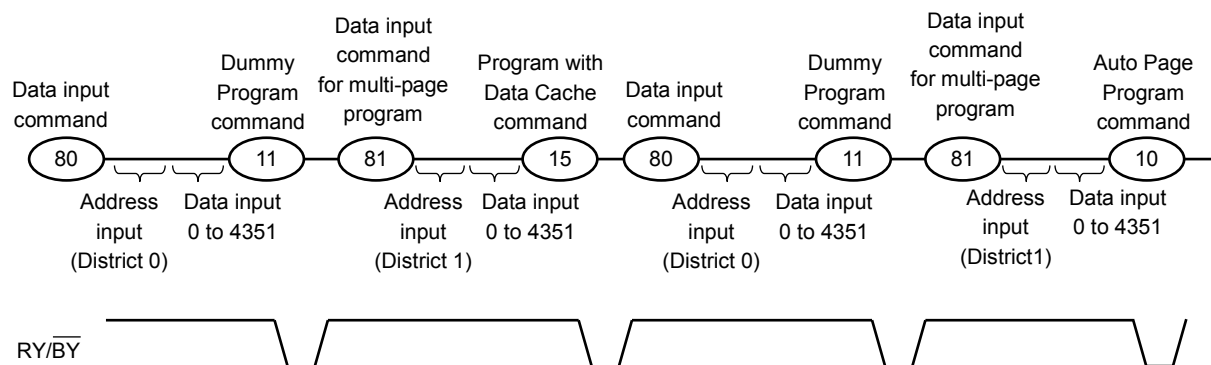 Data input
command
Dummy
Program
command
Data input
command
for multi-page
program
Program with
Data Cache
command
Data input
command
Dummy
Program
command
Data input
command
for multi-page
program
Auto Page
Program
command
80
11
81
15
80
11
81
10
Address
input
(District 0)
Data input
0 to 4351
Address
input
(District 1)
Data input
0 to 4351
Address
input
(District 0)
Data input
0 to 4351
Address
input
(District1)
Data input
0 to 4351
RY/BY